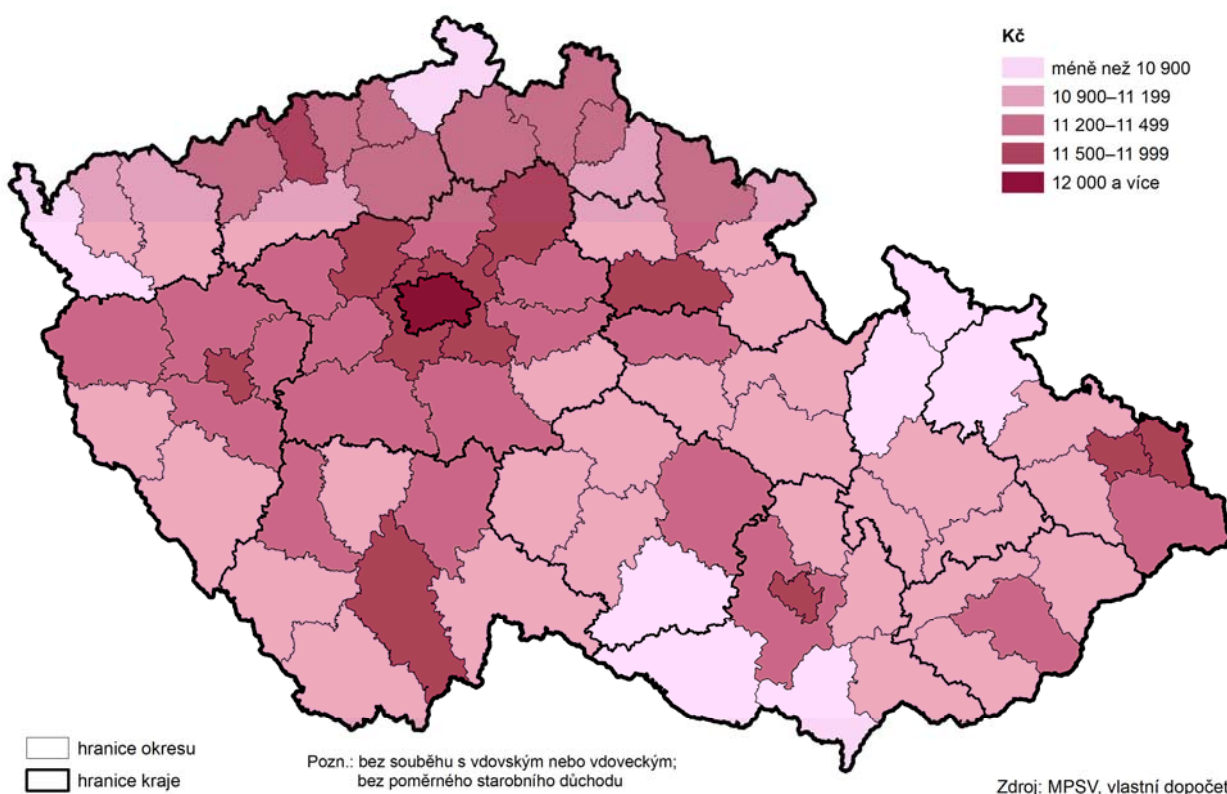 Kč
méně než 10 900
10 900–11 199
11 200–11 499
11 500–11 999
12 000 a více
hranice okresu
hranice kraje
Pozn.: bez souběhu s vdovským nebo vdoveckým;
bez poměrného starobního důchodu
Zdroj: MPSV, vlastní dopočet